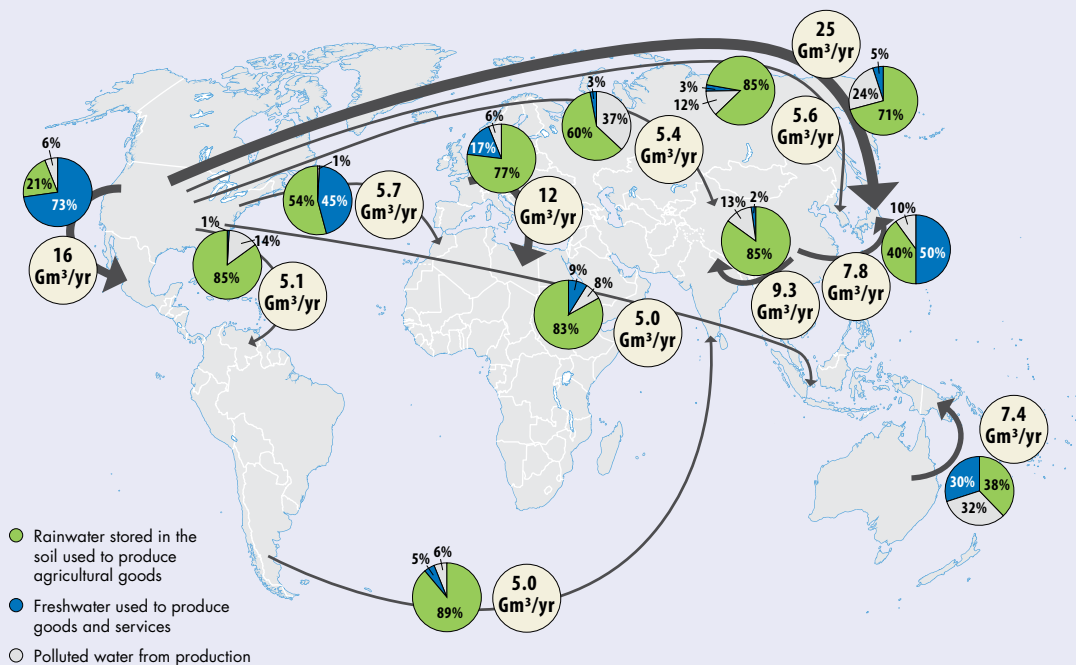 25
Gm³/yr
5%
24%
71%
3%
12%
85%
5.6
Gm³/yr
3%
60%
37%
5.4
Gm³/yr
6%
17%
77%
12
Gm³/yr
6%
21%
73%
16
Gm³/yr
1%
54%
45%
5.7
Gm³/yr
1%
14%
85%
5.1
Gm³/yr
13%
2%
85%
9.3
Gm³/yr
10%
40%
50%
7.8
Gm³/yr
9%
8%
83%
5.0
Gm³/yr
7.4
Gm³/yr
30%
38%
32%
5%
6%
89%
5.0
Gm³/yr
Rainwater stored in the
soil used to produce
agricultural goods
Freshwater used to produce
goods and services
Polluted water from production